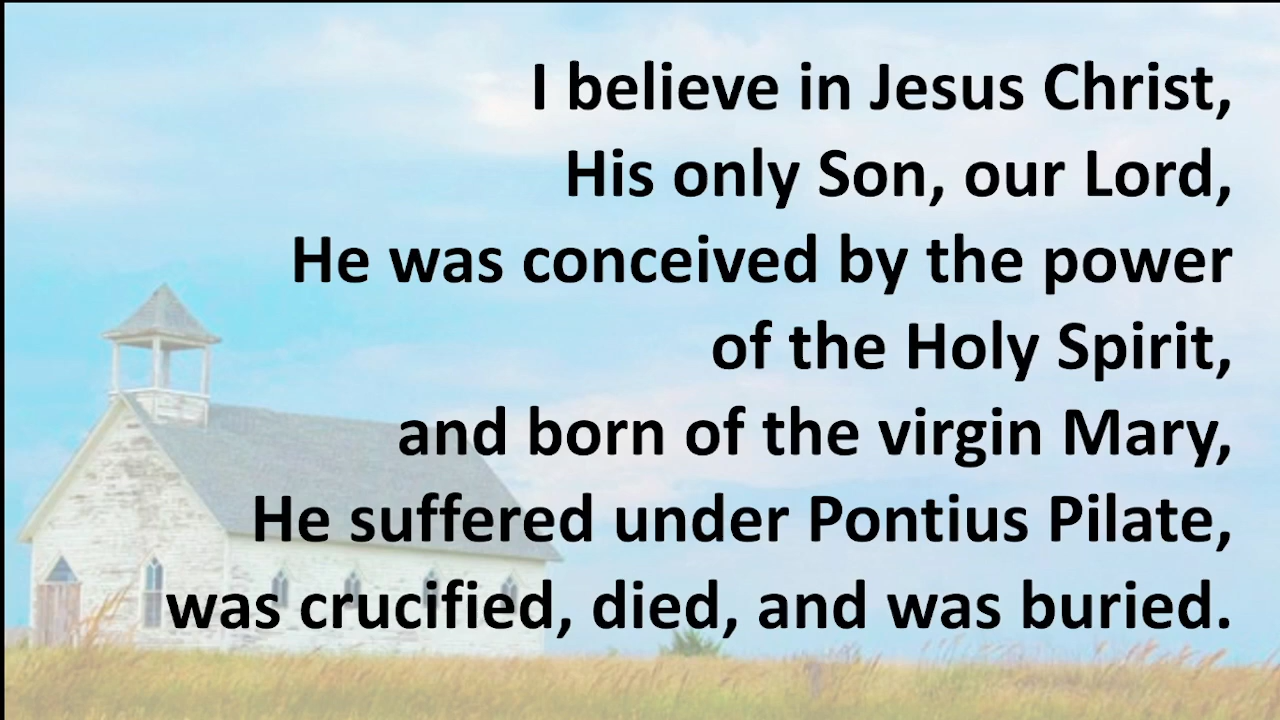 I believe in Jesus Christ,
His only Son, our Lord,
He was conceived by the power
of the Holy Spirit,
and born of the virgin Mary,
He suffered under Pontius Pilate,
was crucified, died, and was buried.